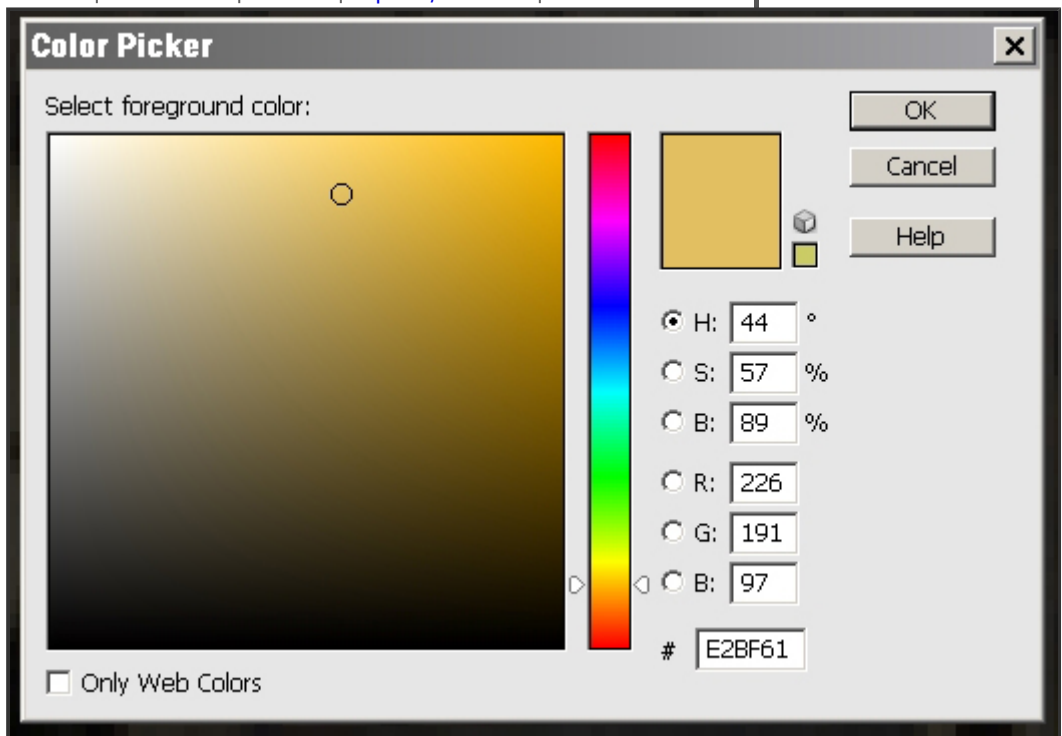 Color Picker
Select foreground color:
OK
Cancel
Help
H: 44 °
S: 57 %
B: 89 %
R: 226
G: 191
B: 97
# E2BF61
Only Web Colors